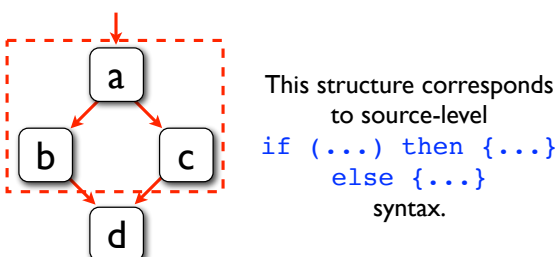 a
b
c
d
This structure corresponds
to source-level
if (...) then {...}
else {...}
syntax.